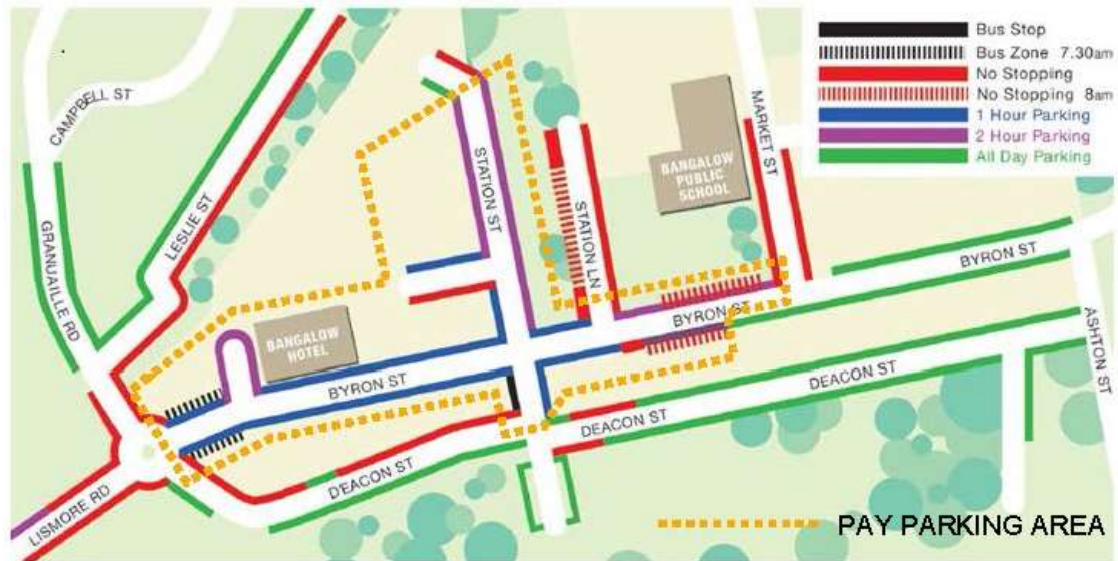 Bus Stop
Bus Zone 7.30am
No Stopping
No Stopping 8am
1 Hour Parking
2 Hour Parking
All Day Parking
CAMPBELL ST
GRANUAILLE RD
LESLIE ST
STATION ST
STATION LN
BANGALOW
PUBLIC
SCHOOL
MARKET ST
BYRON ST
BYRON ST
BANGALOW
HOTEL
BYRON ST
ASHTON ST
DEACON ST
DEACON ST
DEACON ST
LISMORE RD
PAY PARKING AREA